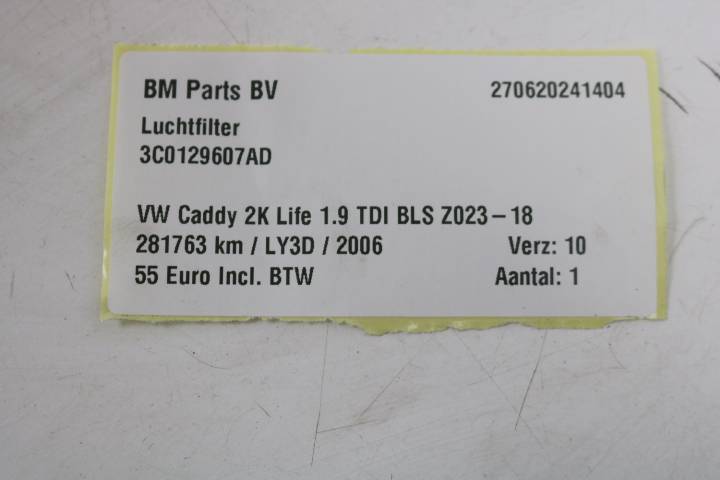 BM Parts BV 270620241404
Luchtfilter
3C0129607AD
VW Caddy 2K Life 1.9 TDI BLS Z023-18
281763 km / LY3D / 2006 Verz: 10
55 Euro Incl. BTW Aantal: 1